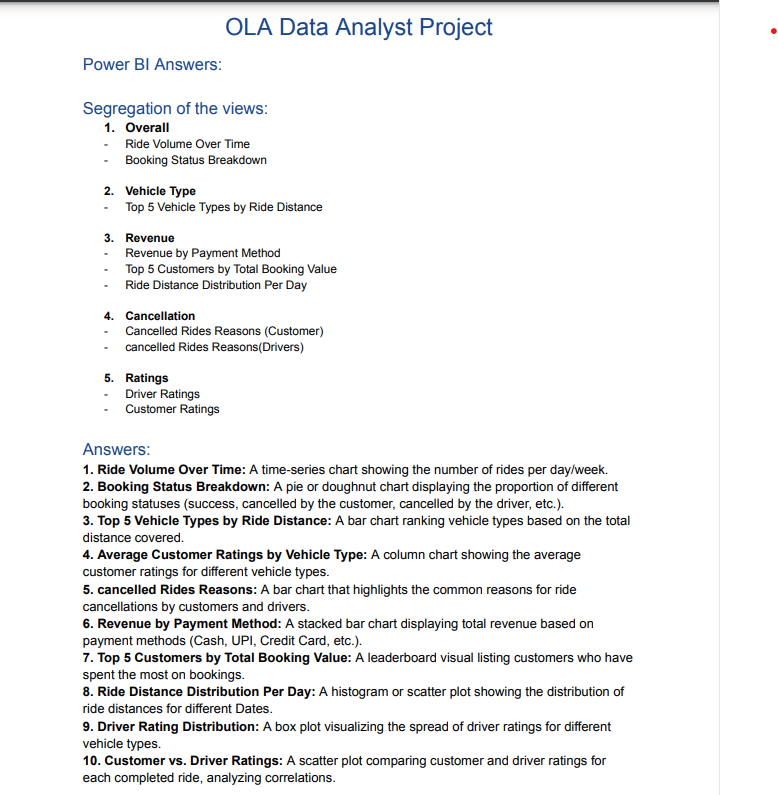 OLA Data Analyst Project
Power BI Answers:
Segregation of the views:
1. Overall
- Ride Volume Over Time
- Booking Status Breakdown
2. Vehicle Type
- Top 5 Vehicle Types by Ride Distance
3. Revenue
- Revenue by Payment Method
- Top 5 Customers by Total Booking Value
- Ride Distance Distribution Per Day
4. Cancellation
- Cancelled Rides Reasons (Customer)
- cancelled Rides Reasons(Drivers)
5. Ratings
- Driver Ratings
- Customer Ratings
Answers:
1. Ride Volume Over Time: A time-series chart showing the number of rides per day/week.
2. Booking Status Breakdown: A pie or doughnut chart displaying the proportion of different
booking statuses (success, cancelled by the customer, cancelled by the driver, etc.).
3. Top 5 Vehicle Types by Ride Distance: A bar chart ranking vehicle types based on the total
distance covered.
4. Average Customer Ratings by Vehicle Type: A column chart showing the average
customer ratings for different vehicle types.
5. cancelled Rides Reasons: A bar chart that highlights the common reasons for ride
cancellations by customers and drivers.
6. Revenue by Payment Method: A stacked bar chart displaying total revenue based on
payment methods (Cash, UPI, Credit Card, etc.).
7. Top 5 Customers by Total Booking Value: A leaderboard visual listing customers who have
spent the most on bookings.
8. Ride Distance Distribution Per Day: A histogram or scatter plot showing the distribution of
ride distances for different Dates.
9. Driver Rating Distribution: A box plot visualizing the spread of driver ratings for different
vehicle types.
10. Customer vs. Driver Ratings: A scatter plot comparing customer and driver ratings for
each completed ride, analyzing correlations.